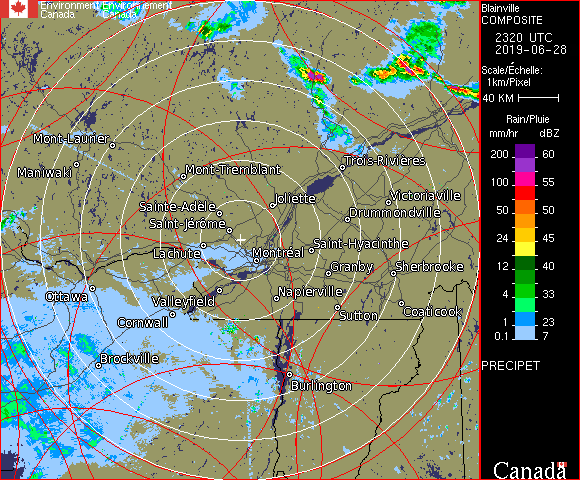 Environment Environnement
Canada Canada
Blainville
COMPOSITE
2320 UTC
2019-06-28
Scale/Échelle:
1km/Pixel
40 KM
Rain/Pluie
mm/hr dBZ
200 60
100 55
50 50
24 45
12 40
4 33
1 23
0.1 7
PRECIPET
Canada
Mont-Laurier
Maniwaki
Mont-Tremblant
Trois-Rivières
Sainte-Adèle
Joliette
Victoriaville
Saint-Jérôme
Drummondville
Lachute
Montréal
Saint-Hyacinthe
Granby
Sherbrooke
Ottawa
Valleyfield
Napierville
Cornwall
Sutton
Coaticook
Brockville
Burlington